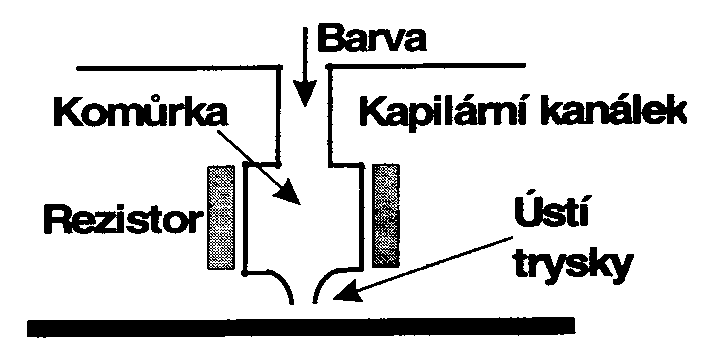 Barva
Komůrka
Kapilární kanálek
Rezistor
Ústí
trysky